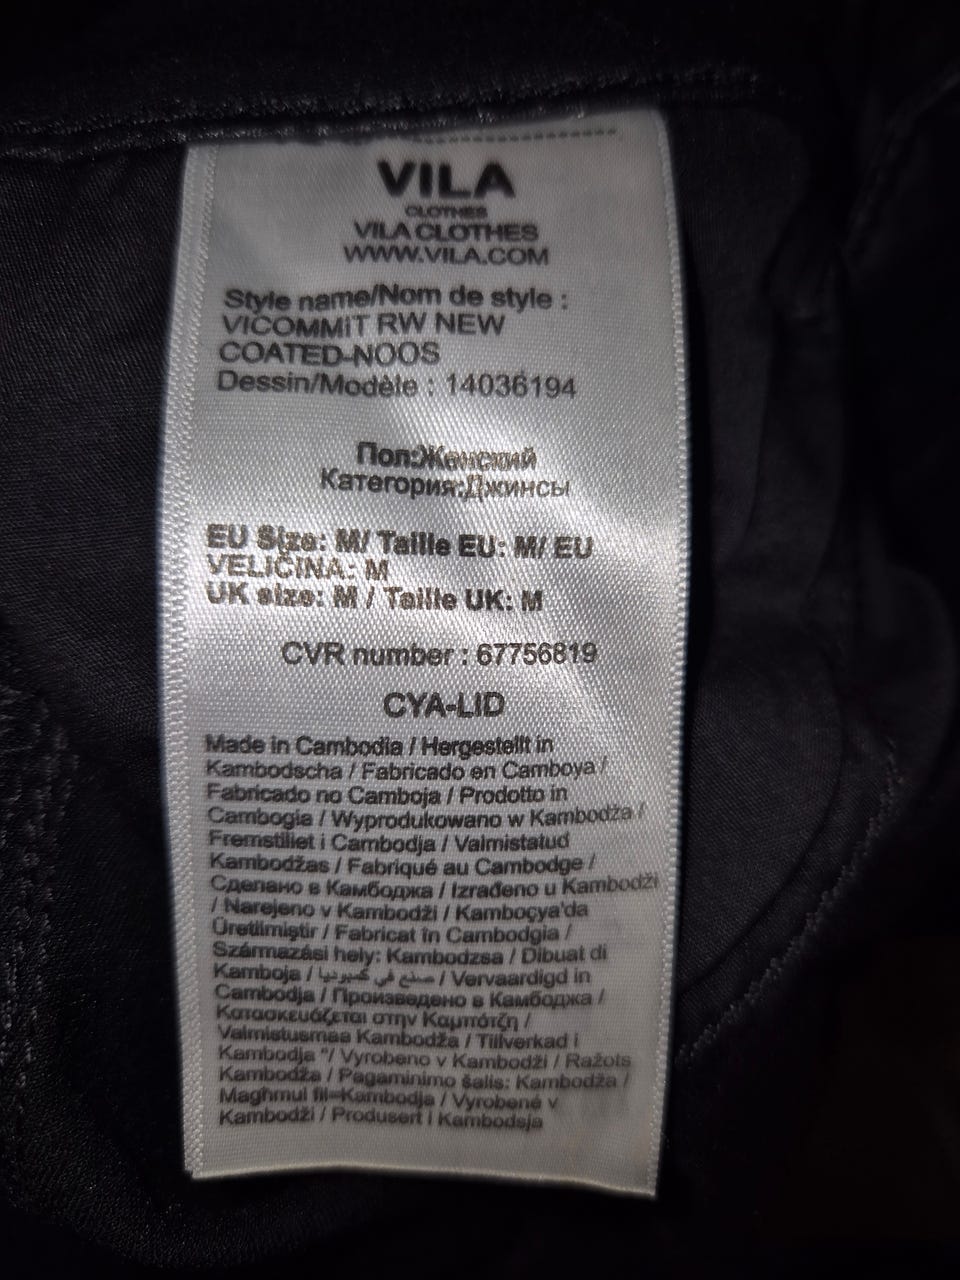 VILA
CLOTHES
VILA CLOTHES
WWW.VILA.COM
Style name/Nom de style :
VICOMMIT RW NEW
COATED-NOOS
Dessin/Modèle : 14036194
Пол:Женский
Категория:Джинсы
EU Size: M/ Taille EU: M/ EU
VELIČINA: M
UK size: M / Taille UK: M
CVR number : 67756819
CYA-LID
Made in Cambodia / Hergestellt in
Kambodscha / Fabricado en Camboya /
Fabricado no Camboja / Prodotto in
Cambogia / Wyprodukowano w Kambodża /
Fremstillet i Cambodja / Valmistatud
Kambodžas / Fabriqué au Cambodge /
Сделано в Камбоджа / Izrađeno u Kambodži
/ Narejeno v Kambodži / Kamboçya'da
Üretilmiştir / Fabricat în Cambodgia /
Származási hely: Kambodzsa / Dibuat di
Kamboja / صنع في كمبوديا / Vervaardigd in
Cambodja / Произведено в Камбоджа /
Κατασκευάζεται στην Καμπότζη /
Valmistusmaa Kambodža / Tillverkad i
Kambodja "/ Vyrobeno v Kambodži / Ražots
Kambodža / Pagaminimo šalis: Kambodža /
Magħmul fil-Kambodja / Vyrobené v
Kambodži / Produsert i Kambodsja